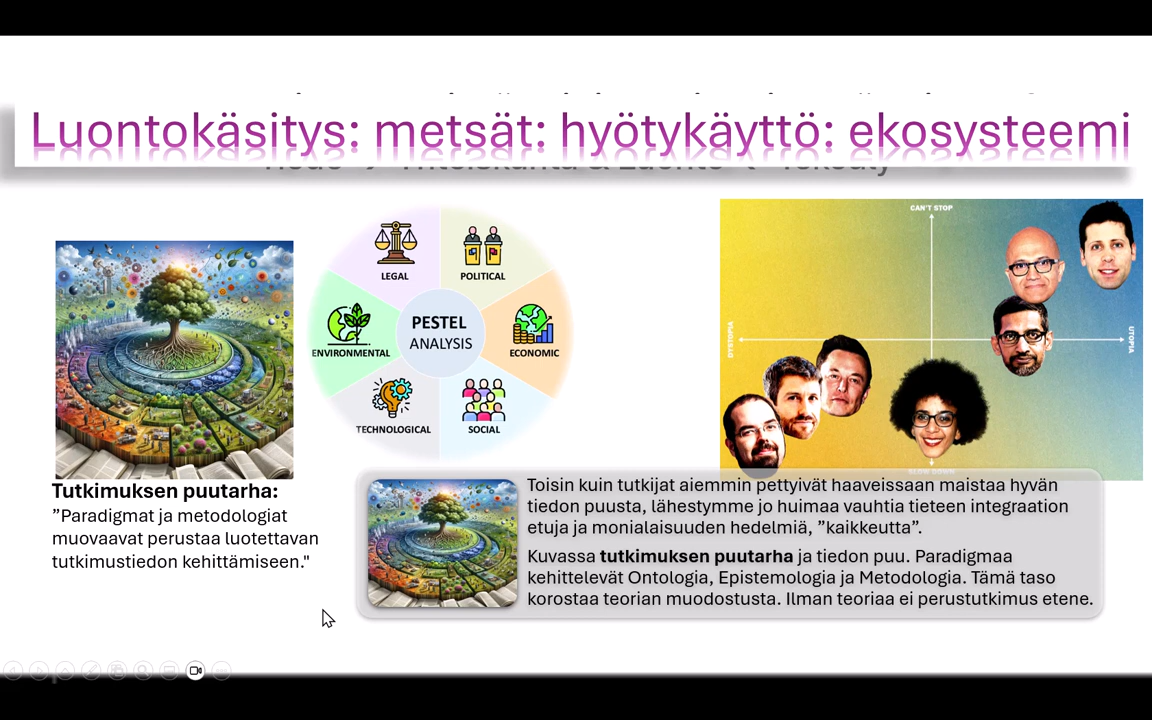 Luontokäsitys: metsät: hyötykäyttö: ekosysteemi
LEGAL
POLITICAL
ENVIRONMENTAL
PESTEL
ANALYSIS
ECONOMIC
TECHNOLOGICAL
SOCIAL
CAN'T STOP
DYSTOPIA
UTOPIA
SLOW DOWN
Tutkimuksen puutarha:
”Paradigmat ja metodologiat
muovaavat perustaa luotettavan
tutkimustiedon kehittämiseen."
Toisin kuin tutkijat aiemmin pettyivät haaveissaan maistaa hyvän
tiedon puusta, lähestymme jo huimaa vauhtia tieteen integraation
etuja ja monialaisuuden hedelmiä, ”kaikkeutta”.
Kuvassa tutkimuksen puutarha ja tiedon puu. Paradigmaa
kehittelevät Ontologia, Epistemologia ja Metodologia. Tämä taso
korostaa teorian muodostusta. Ilman teoriaa ei perustutkimus etene.